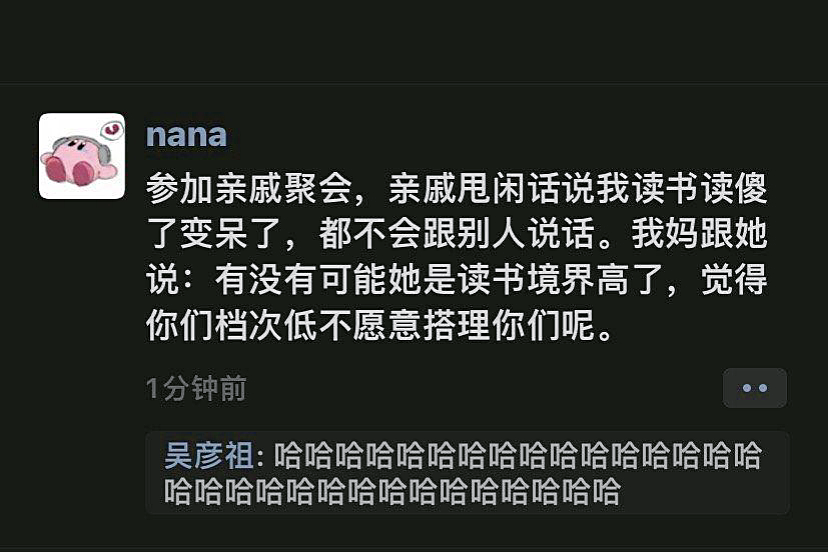 nana
参加亲戚聚会，亲戚甩闲话说我读书读傻
了变呆了，都不会跟别人说话。我妈跟她
说：有没有可能她是读书境界高了，觉得
你们档次低不愿意搭理你们呢。
1分钟前
吴彦祖: 哈哈哈哈哈哈哈哈哈哈哈哈哈哈哈哈
哈哈哈哈哈哈哈哈哈哈哈哈哈哈哈